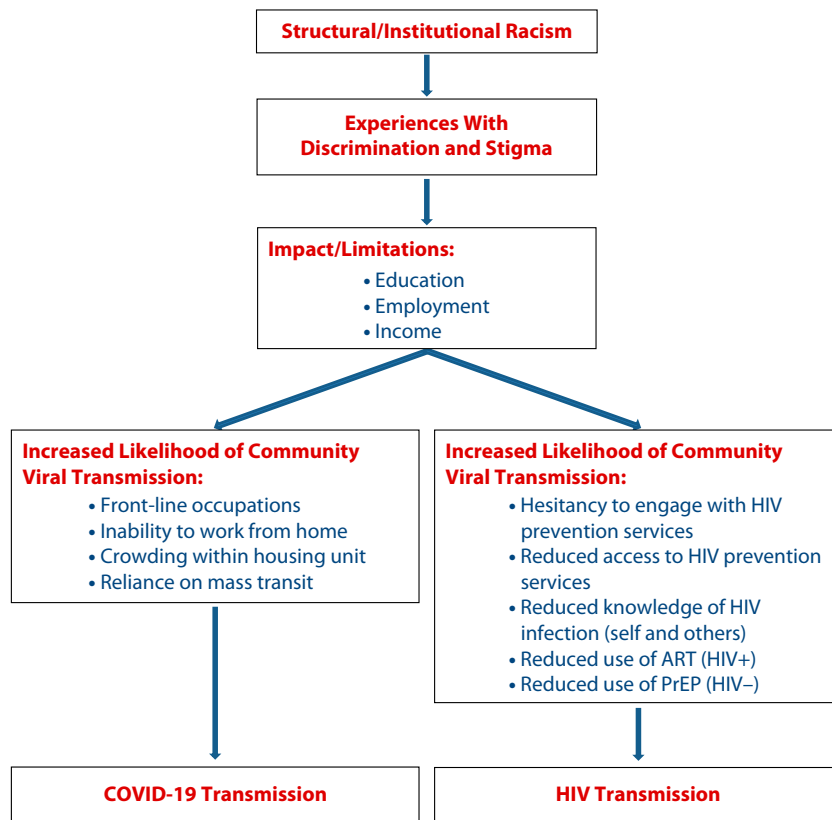 Structural/Institutional Racism
Experiences With
Discrimination and Stigma
Impact/Limitations:
• Education
• Employment
• Income
Increased Likelihood of Community
Viral Transmission:
• Front-line occupations
• Inability to work from home
• Crowding within housing unit
• Reliance on mass transit
Increased Likelihood of Community
Viral Transmission:
• Hesitancy to engage with HIV
prevention services
• Reduced access to HIV prevention
services
• Reduced knowledge of HIV
infection (self and others)
• Reduced use of ART (HIV+)
• Reduced use of PrEP (HIV–)
COVID-19 Transmission
HIV Transmission